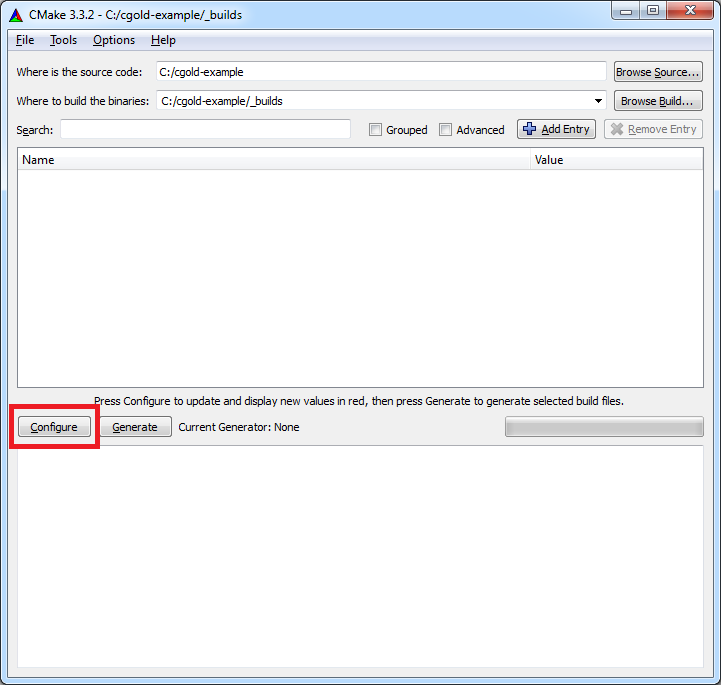 CMake 3.3.2 - C:/cgold-example/_builds
File Tools Options Help
Where is the source code: C:/cgold-example Browse Source...
Where to build the binaries: C:/cgold-example/_builds Browse Build...
Search: Grouped Advanced Add Entry Remove Entry
Name Value
Press Configure to update and display new values in red, then press Generate to generate selected build files.
Configure Generate Current Generator: None